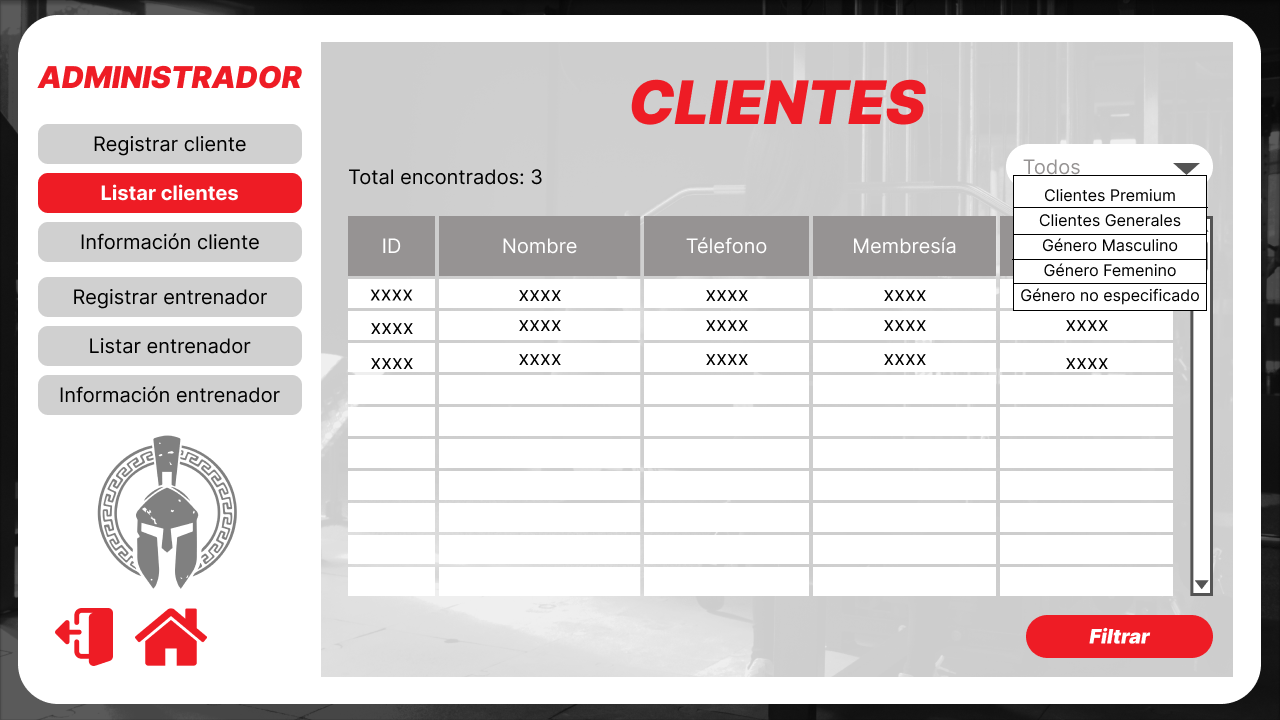 ADMINISTRADOR
Registrar cliente
Listar clientes
Información cliente
Registrar entrenador
Listar entrenador
Información entrenador
CLIENTES
Total encontrados: 3
Todos
Clientes Premium
Clientes Generales
Género Masculino
Género Femenino
Género no especificado
ID Nombre Télefono Membresía
xxxx xxxx xxxx xxxx
xxxx xxxx xxxx xxxx xxxx
xxxx xxxx xxxx xxxx xxxx
Filtrar